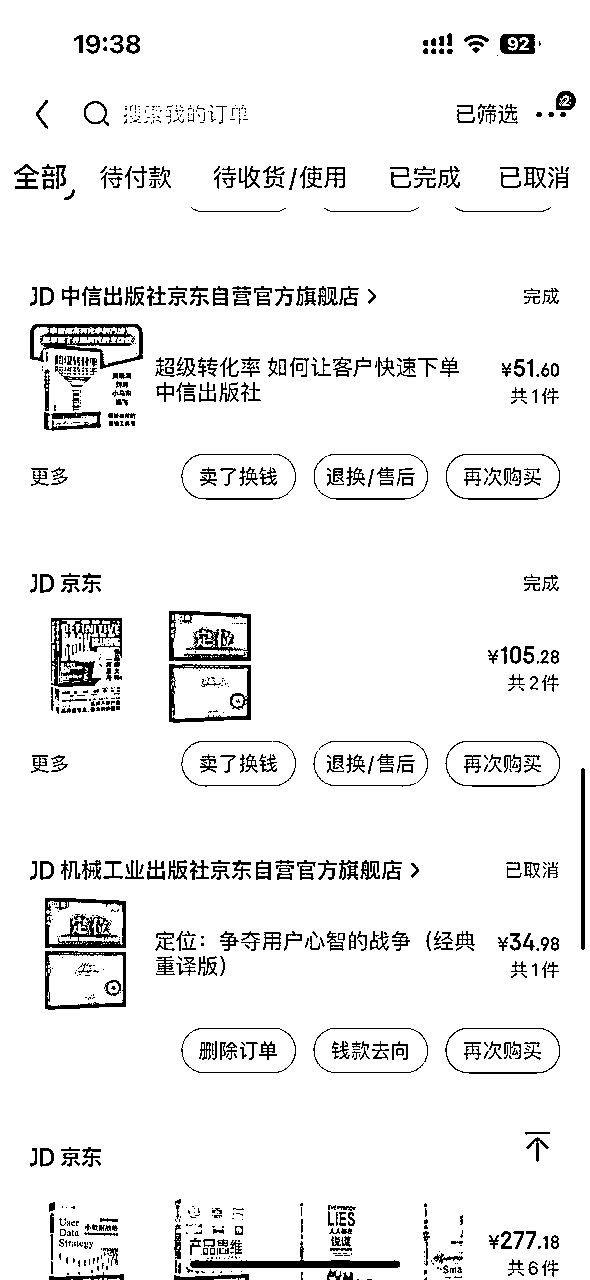 19:38
92
搜索我的订单
已筛选
2
全部
待付款
待收货/使用
已完成
已取消
JD 中信出版社京东自营官方旗舰店
完成
超级转化率 如何让客户快速下单
中信出版社
¥51.60
共1件
更多
卖了换钱
退换/售后
再次购买
JD 京东
完成
定位
¥105.28
共2件
更多
卖了换钱
退换/售后
再次购买
JD 机械工业出版社京东自营官方旗舰店
已取消
定位
定位：争夺用户心智的战争（经典
重译版）
¥34.98
共1件
删除订单
钱款去向
再次购买
JD 京东
User
Data
Strategy
产品思维
LIES
人人都在
说谎
Sma
¥277.18
共6件